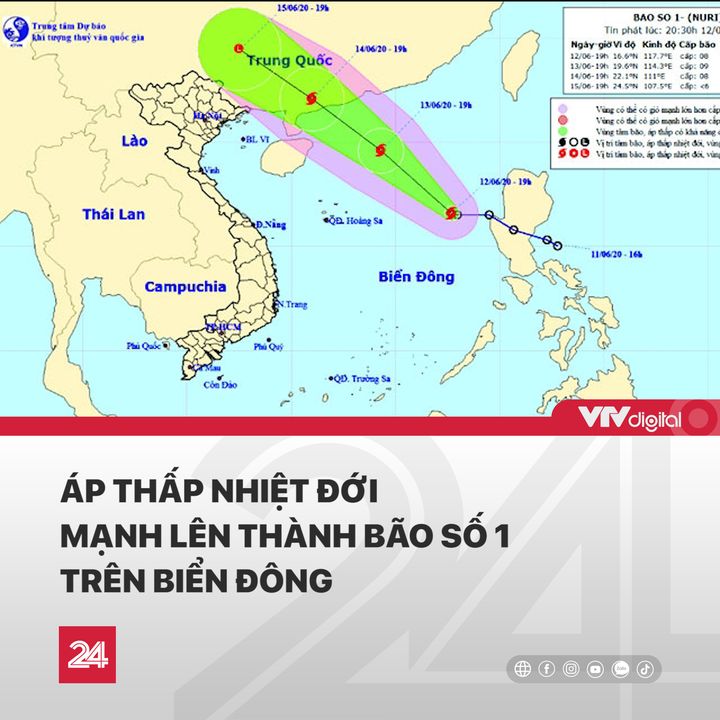 Trung tâm Dự báo
khí tượng thuỷ văn quốc gia
15/06/20 - 19h
14/06/20 - 19h
13/06/20 - 19h
12/06/20 - 19h
11/06/20 - 16h
BAO SO 1- (NURI
Tin phát lúc: 20:30h 12/0
Ngày-giờ Vĩ độ Kinh độ Cấp bão
12/06-19h 16.6°N 117.7°E cấp: 08
13/06-19h 19.6°N 114.3°E cấp: 09
14/06-19h 22.1°N 111°E cấp: 08
15/06-19h 24.5°N 107.5°E cấp: <6
Vùng có thể có gió mạnh lớn hơn cấp
Vùng có thể có gió mạnh lớn hơn cấp
Vùng tâm bão, áp thấp có khả năng
Vị trí tâm bão, áp thấp nhiệt đới, vùng
Vị trí tâm bão, áp thấp nhiệt đới, vùng
Trung Quốc
Hà Nội
BL VI
Lào
Vinh
Thái Lan
Đ.Nẵng
QĐ. Hoàng Sa
Biển Đông
Campuchia
N.Trang
TP.HCM
Phú Quốc
Phú Quý
Cà Mau
Côn Đảo
QĐ. Trường Sa
VTVdigital
ÁP THẤP NHIỆT ĐỚI
MẠNH LÊN THÀNH BÃO SỐ 1
TRÊN BIỂN ĐÔNG
24